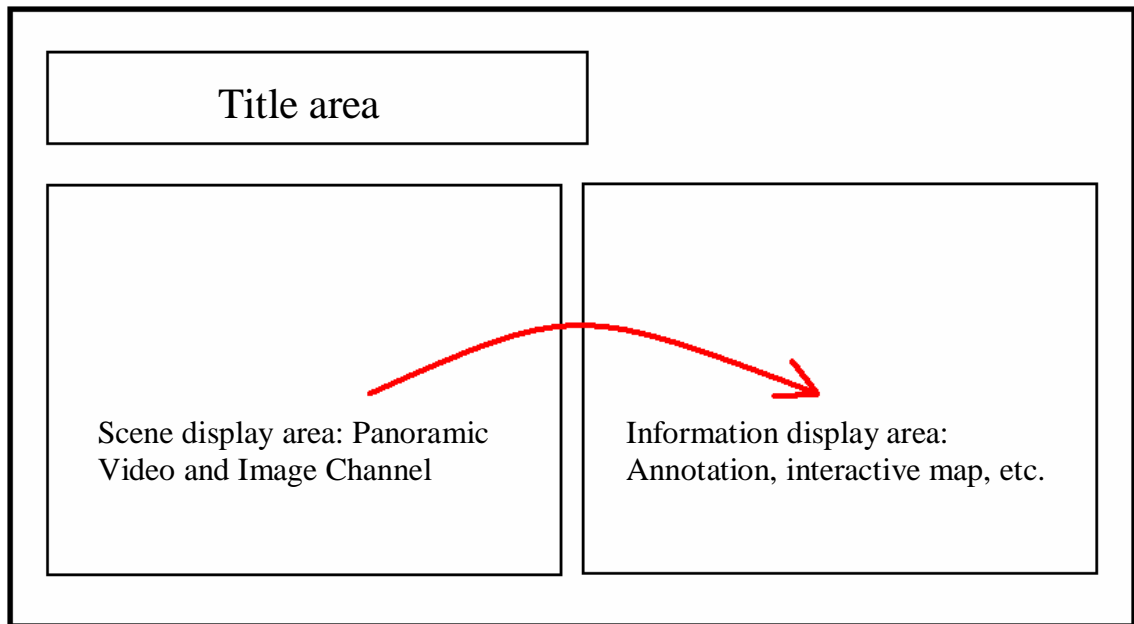 Title area
Scene display area: Panoramic
Video and Image Channel
Information display area:
Annotation, interactive map, etc.